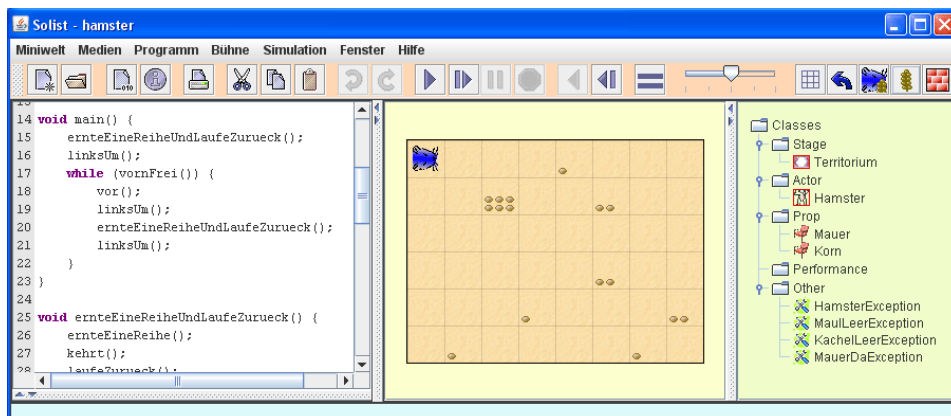 Solist - hamster
Miniwelt Medien Programm Bühne Simulation Fenster Hilfe
14 void main() {
15 ernteEineReiheUndLaufeZurueck();
16 linksUm();
17 while (vornFrei()) {
18 vor();
19 linksUm();
20 ernteEineReiheUndLaufeZurueck();
21 linksUm();
22 }
23 }
24
25 void ernteEineReiheUndLaufeZurueck() {
26 ernteEineReihe();
27 kehrt();
28 laufeZurueck();
Classes
Stage
Territorium
Actor
Hamster
Prop
Mauer
Korn
Performance
Other
HamsterException
MaulLeerException
KachelLeerException
MauerDaException